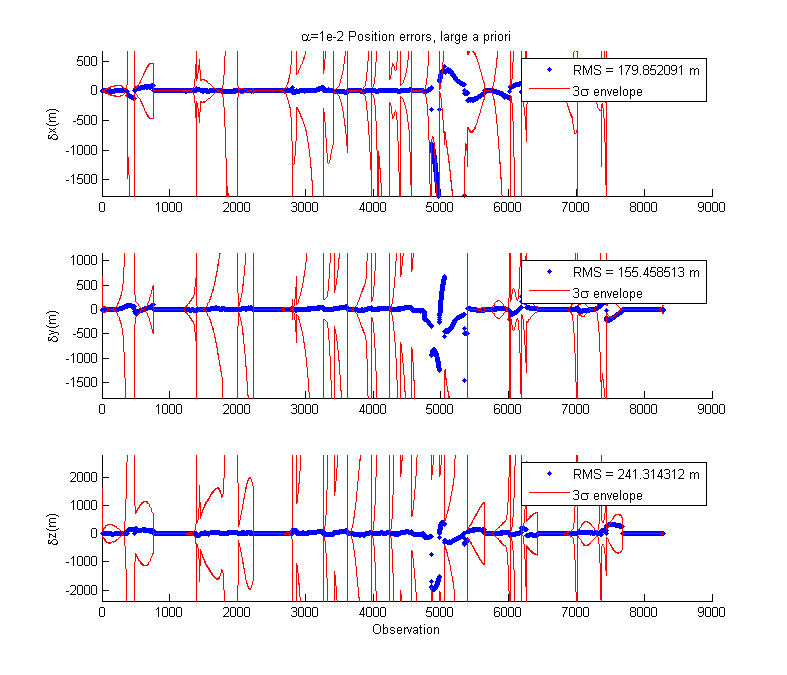 α=1e-2 Position errors, large a priori
500
0
-500
-1000
-1500
δx(m)
RMS = 179.852091 m
3σ envelope
0 1000 2000 3000 4000 5000 6000 7000 8000 9000
1000
500
0
-500
-1000
-1500
δy(m)
RMS = 155.458513 m
3σ envelope
0 1000 2000 3000 4000 5000 6000 7000 8000 9000
2000
1000
0
-1000
-2000
δz(m)
RMS = 241.314312 m
3σ envelope
0 1000 2000 3000 4000 5000 6000 7000 8000 9000
Observation